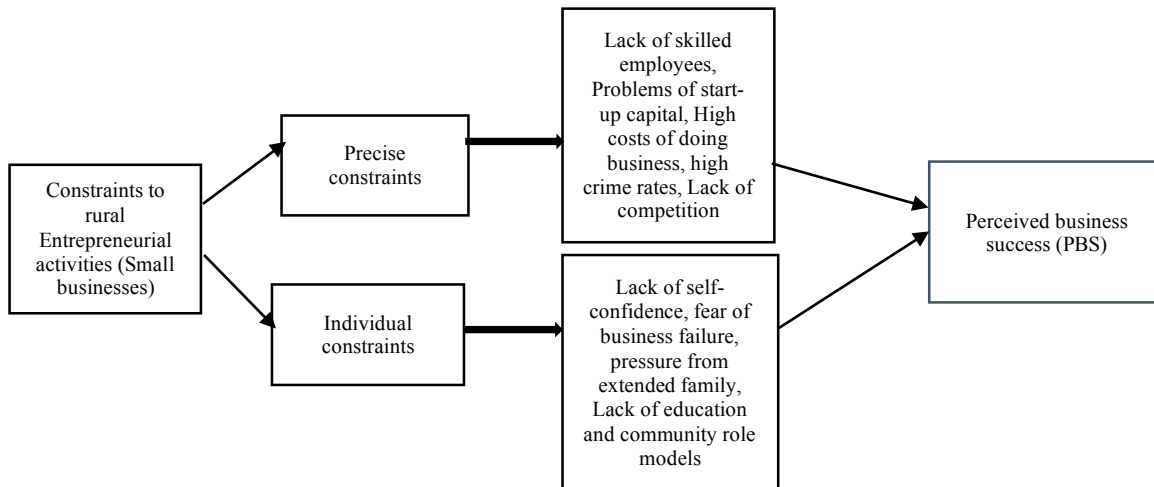 Constraints to
rural
Entrepreneurial
activities (Small
businesses)
Precise
constraints
Individual
constraints
Lack of skilled
employees,
Problems of start-
up capital, High
costs of doing
business, high
crime rates, Lack of
competition
Lack of self-
confidence, fear of
business failure,
pressure from
extended family,
Lack of education
and community role
models
Perceived business
success (PBS)